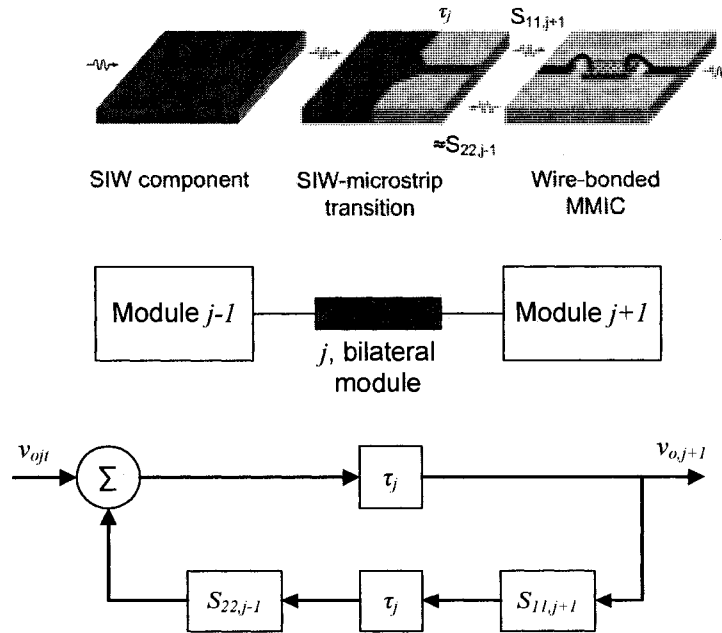 τj
S11,j+1
≈S22,j-1
SIW component
SIW-microstrip
transition
Wire-bonded
MMIC
Module j-1
Module j+1
j, bilateral
module
vojt
Σ
τj
vo,j+1
S22,j-1
τj
S11,j+1